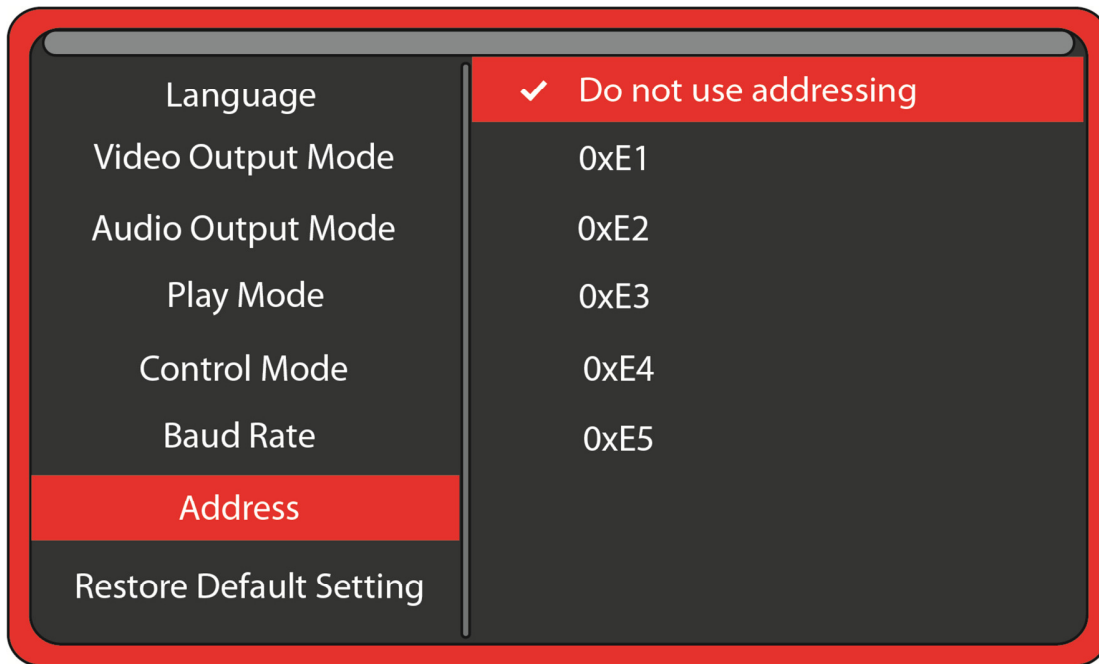 Language
Video Output Mode
Audio Output Mode
Play Mode
Control Mode
Baud Rate
Address
Restore Default Setting
Do not use addressing
0xE1
0xE2
0xE3
0xE4
0xE5